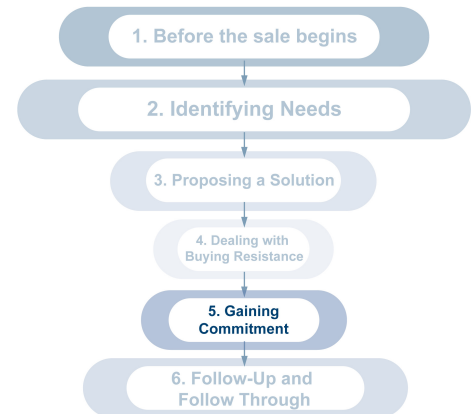 1. Before the sale begins
2. Identifying Needs
3. Proposing a Solution
4. Dealing with
Buying Resistance
5. Gaining
Commitment
6. Follow-Up and
Follow Through